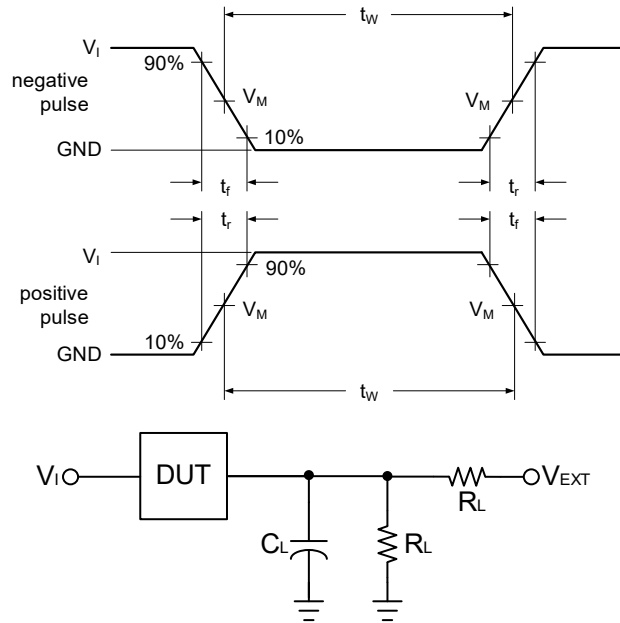 tW
VI
90%
negative
pulse
VM
VM
10%
GND
tf
tr
tr
tf
VI
90%
positive
pulse
VM
VM
10%
GND
tW
VI
DUT
VEXT
RL
CL
RL